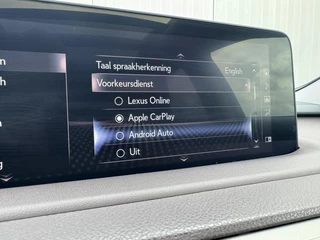 Taal spraakherkenning
English
Voorkeursdienst
Lexus Online
Apple CarPlay
Android Auto
Uit